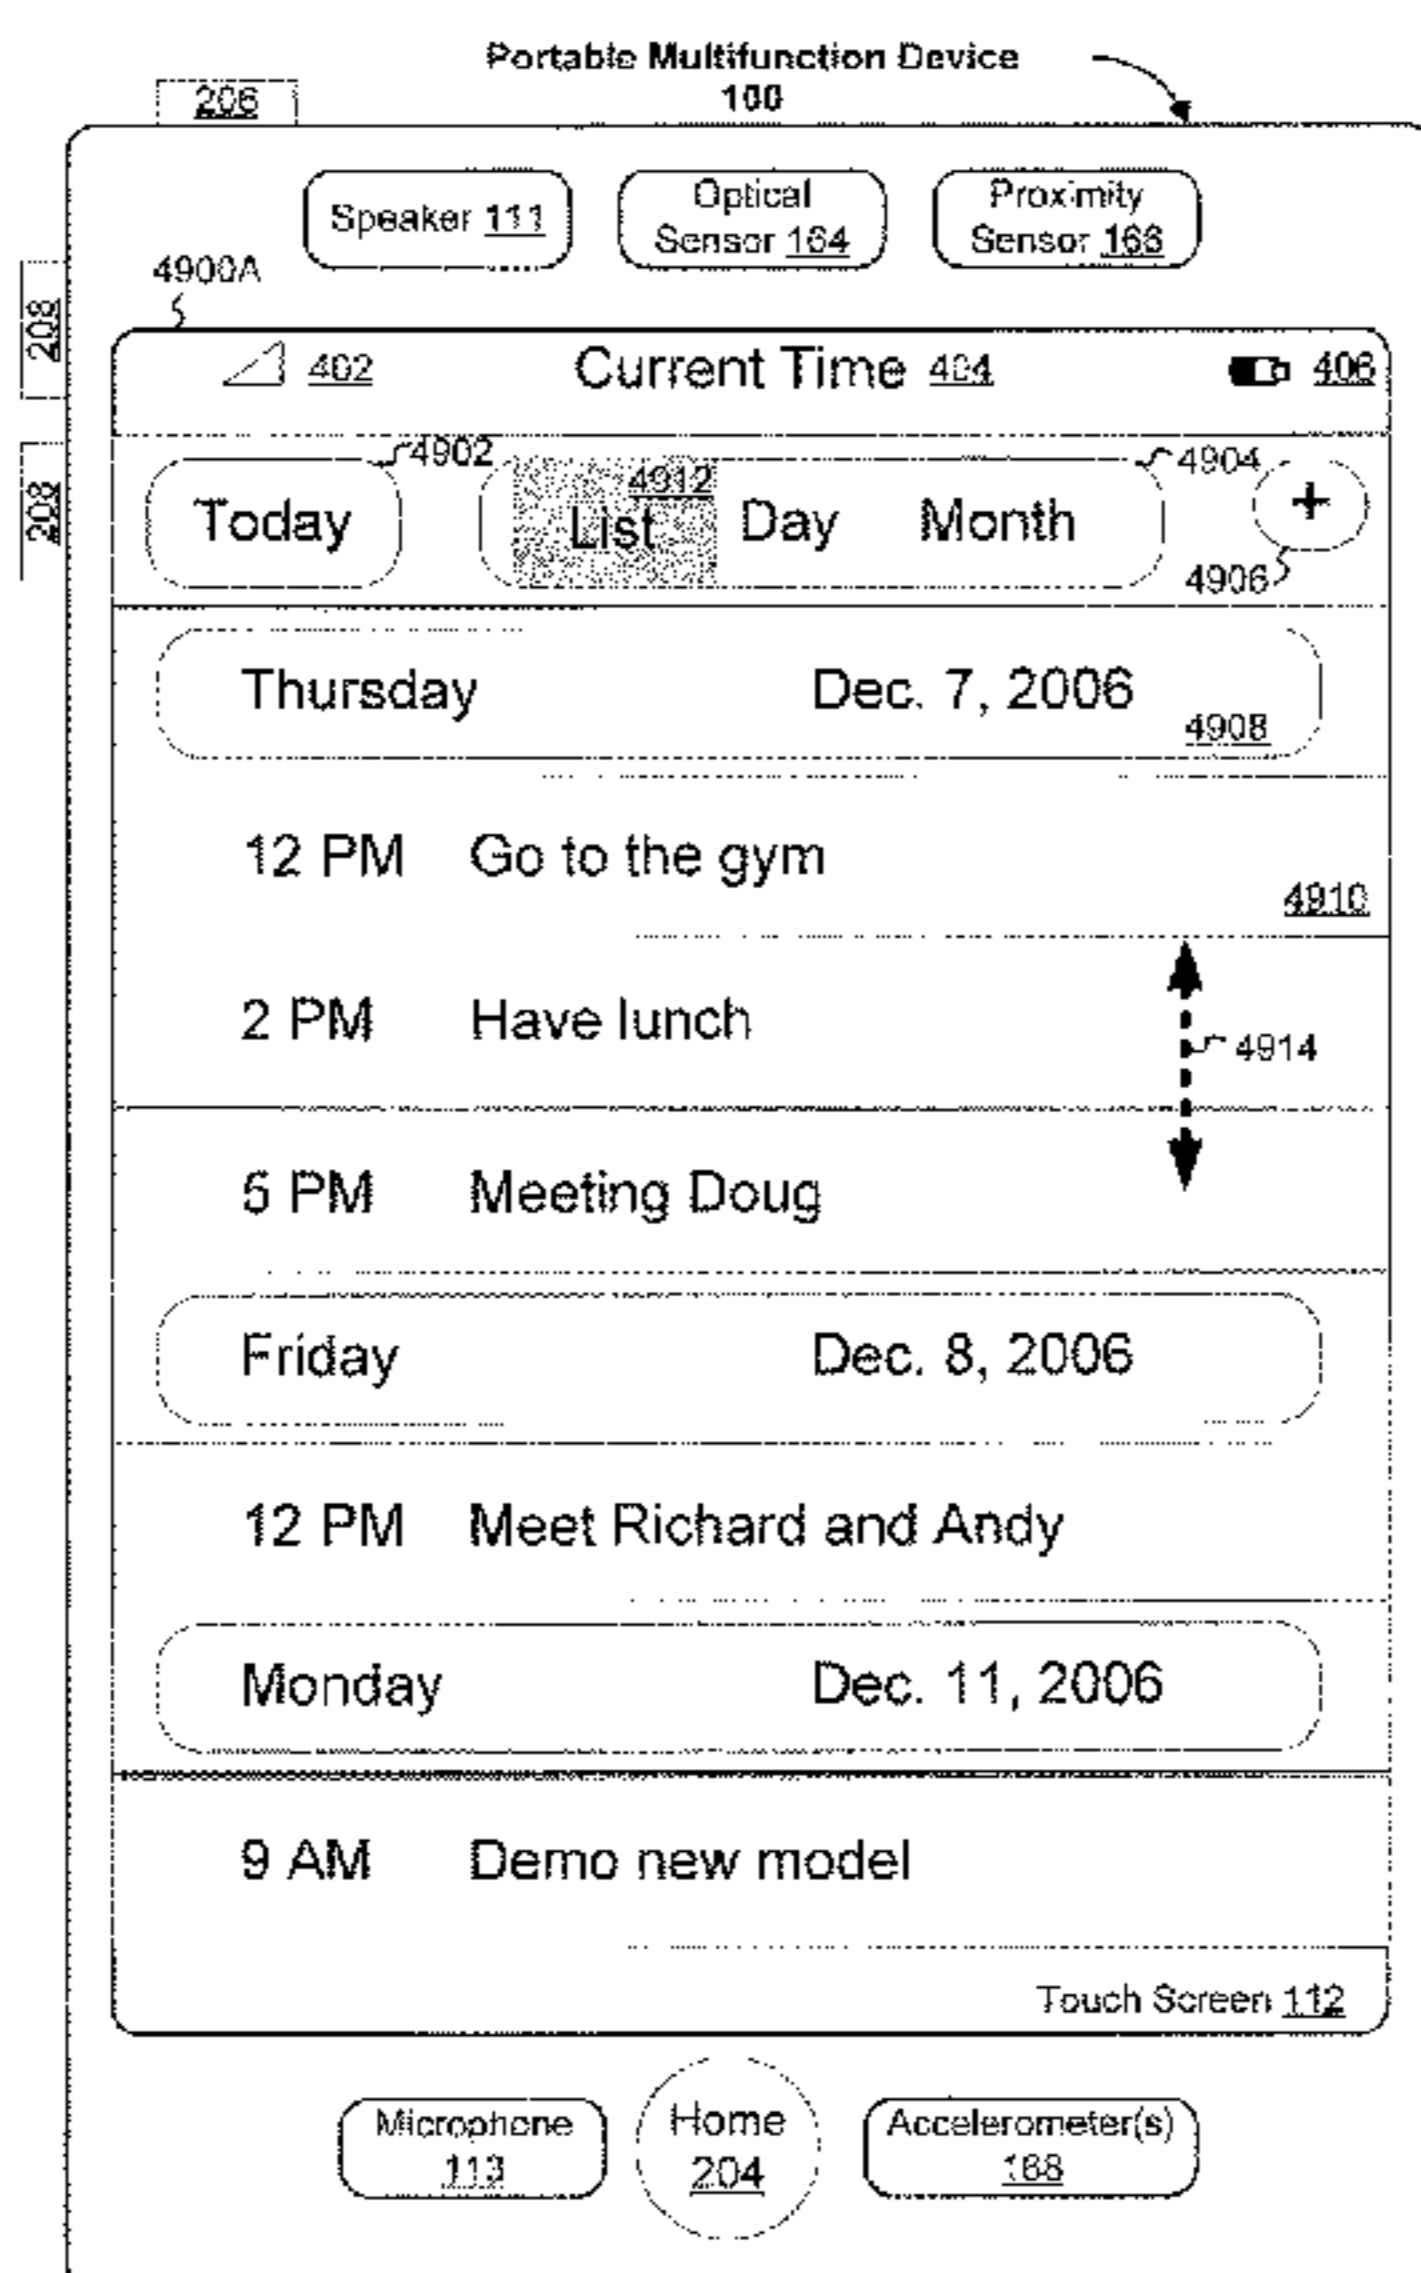 Portable Multifunction Device
100
206
Speaker 111
Optical
Sensor 164
Proximity
Sensor 166
4900A
208
402 Current Time 404 406
4902 4912 4904
208
Today List Day Month +
4906
Thursday Dec. 7, 2006
4908
12 PM Go to the gym
4910
2 PM Have lunch
4914
5 PM Meeting Doug
Friday Dec. 8, 2006
12 PM Meet Richard and Andy
Monday Dec. 11, 2006
9 AM Demo new model
Touch Screen 112
Microphone
113
Home
204
Accelerometer(s)
168